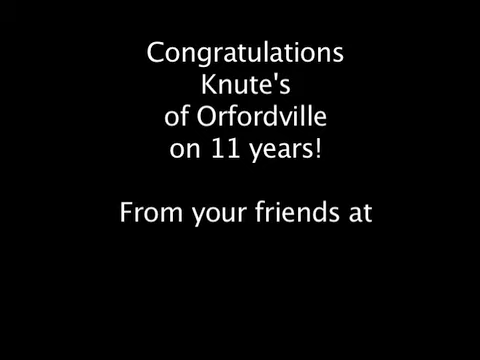 Congratulations
Knute's
of Orfordville
on 11 years!
From your friends at